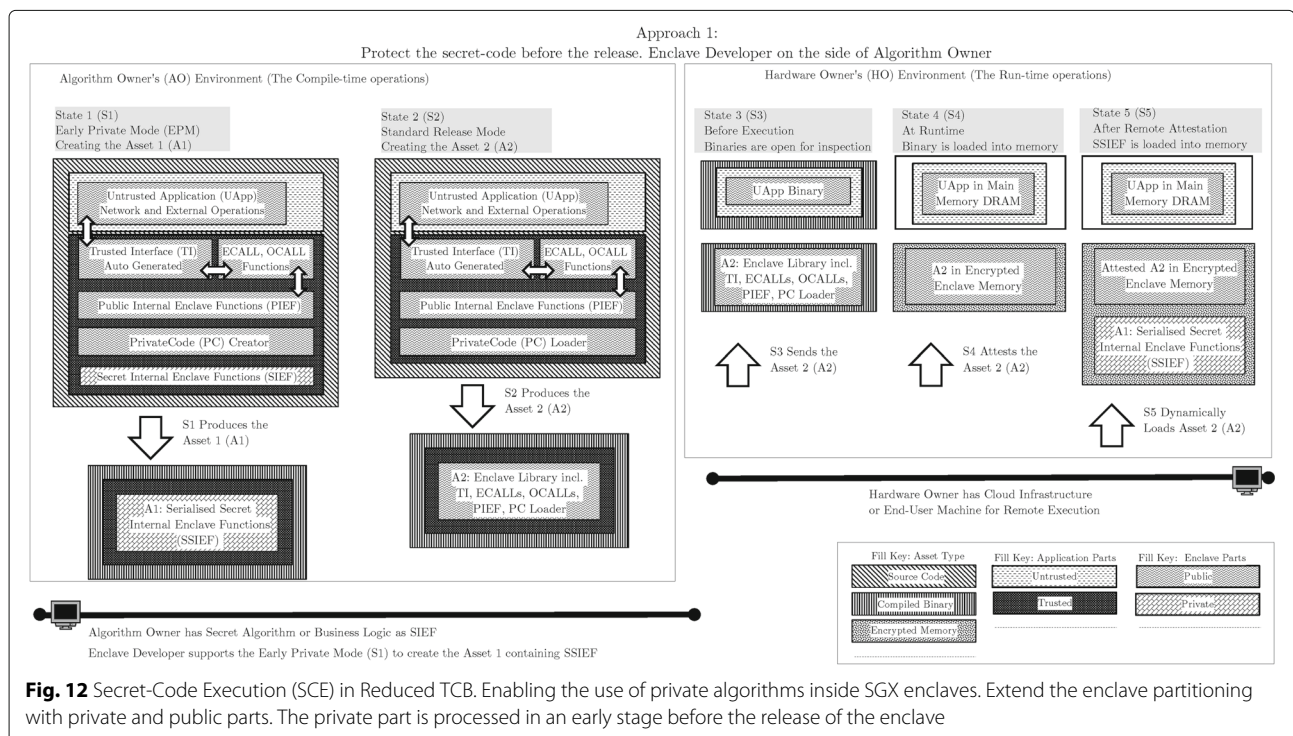 Approach 1:
Protect the secret-code before the release. Enclave Developer on the side of Algorithm Owner
Algorithm Owner's (AO) Environment (The Compile-time operations)
State 1 (S1)
Early Private Mode (EPM)
Creating the Asset 1 (A1)
Untrusted Application (UApp)
Network and External Operations
Trusted Interface (TI)
Auto Generated
ECALL, OCALL
Functions
Public Internal Enclave Functions (PIEF)
PrivateCode (PC) Creator
Secret Internal Enclave Functions (SIEF)
S1 Produces the
Asset 1 (A1)
A1: Serialised Secret
Internal Enclave Functions
(SSIEF)
State 2 (S2)
Standard Release Mode
Creating the Asset 2 (A2)
Untrusted Application (UApp)
Network and External Operations
Trusted Interface (TI)
Auto Generated
ECALL, OCALL
Functions
Public Internal Enclave Functions (PIEF)
PrivateCode (PC) Loader
S2 Produces the
Asset 2 (A2)
A2: Enclave Library incl.
TI, ECALLs, OCALLs,
PIEF, PC Loader
Algorithm Owner has Secret Algorithm or Business Logic as SIEF
Enclave Developer supports the Early Private Mode (S1) to create the Asset 1 containing SSIEF
Hardware Owner's (HO) Environment (The Run-time operations)
State 3 (S3)
Before Execution
Binaries are open for inspection
UApp Binary
A2: Enclave Library incl.
TI, ECALLs, OCALLs,
PIEF, PC Loader
S3 Sends the
Asset 2 (A2)
State 4 (S4)
At Runtime
Binary is loaded into memory
UApp in Main
Memory DRAM
A2 in Encrypted
Enclave Memory
S4 Attests the
Asset 2 (A2)
State 5 (S5)
After Remote Attestation
SSIEF is loaded into memory
UApp in Main
Memory DRAM
Attested A2 in Encrypted
Enclave Memory
A1: Serialised Secret
Internal Enclave Functions
(SSIEF)
S5 Dynamically
Loads Asset 2 (A2)
Hardware Owner has Cloud Infrastructure
or End-User Machine for Remote Execution
Fill Key: Asset Type
Source Code
Compiled Binary
Encrypted Memory
Fill Key: Application Parts
Untrusted
Trusted
Fill Key: Enclave Parts
Public
Private
Fig. 12 Secret-Code Execution (SCE) in Reduced TCB. Enabling the use of private algorithms inside SGX enclaves. Extend the enclave partitioning
with private and public parts. The private part is processed in an early stage before the release of the enclave